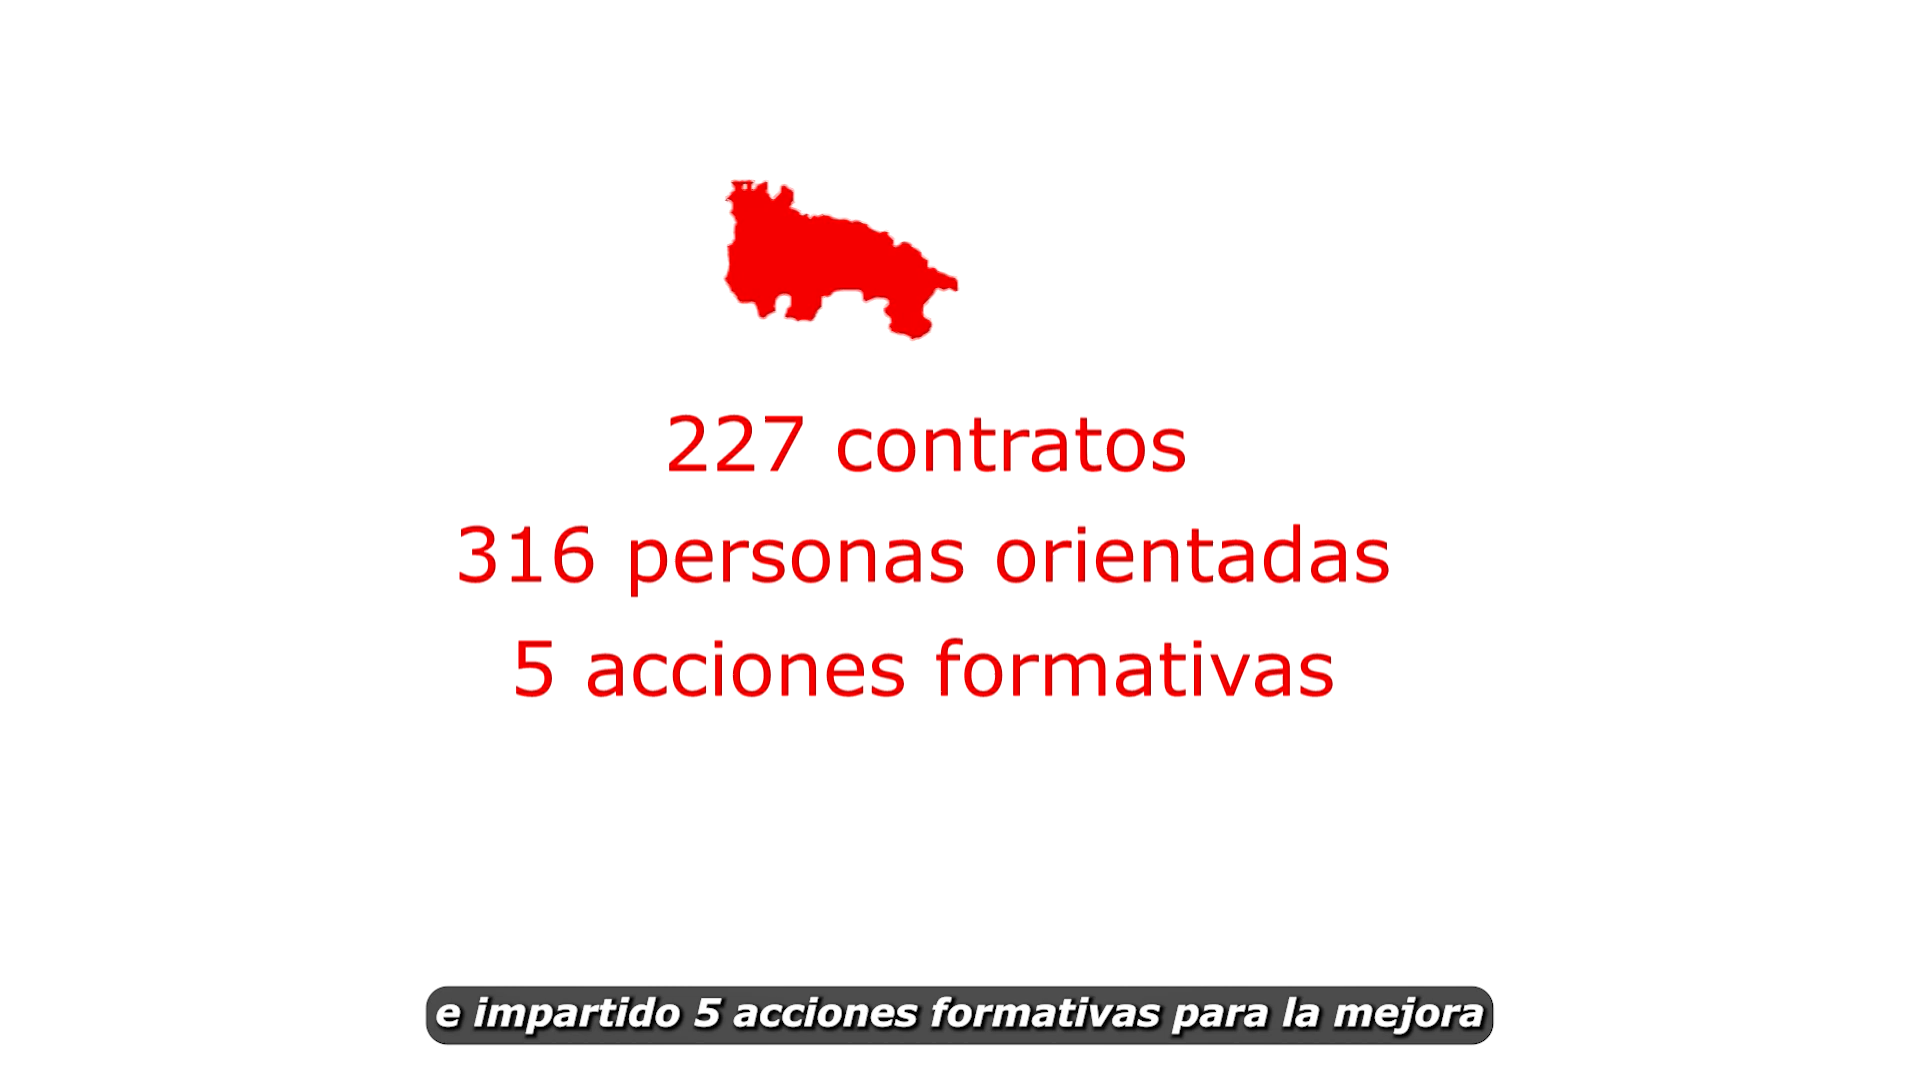 227 contratos
316 personas orientadas
5 acciones formativas
e impartido 5 acciones formativas para la mejora